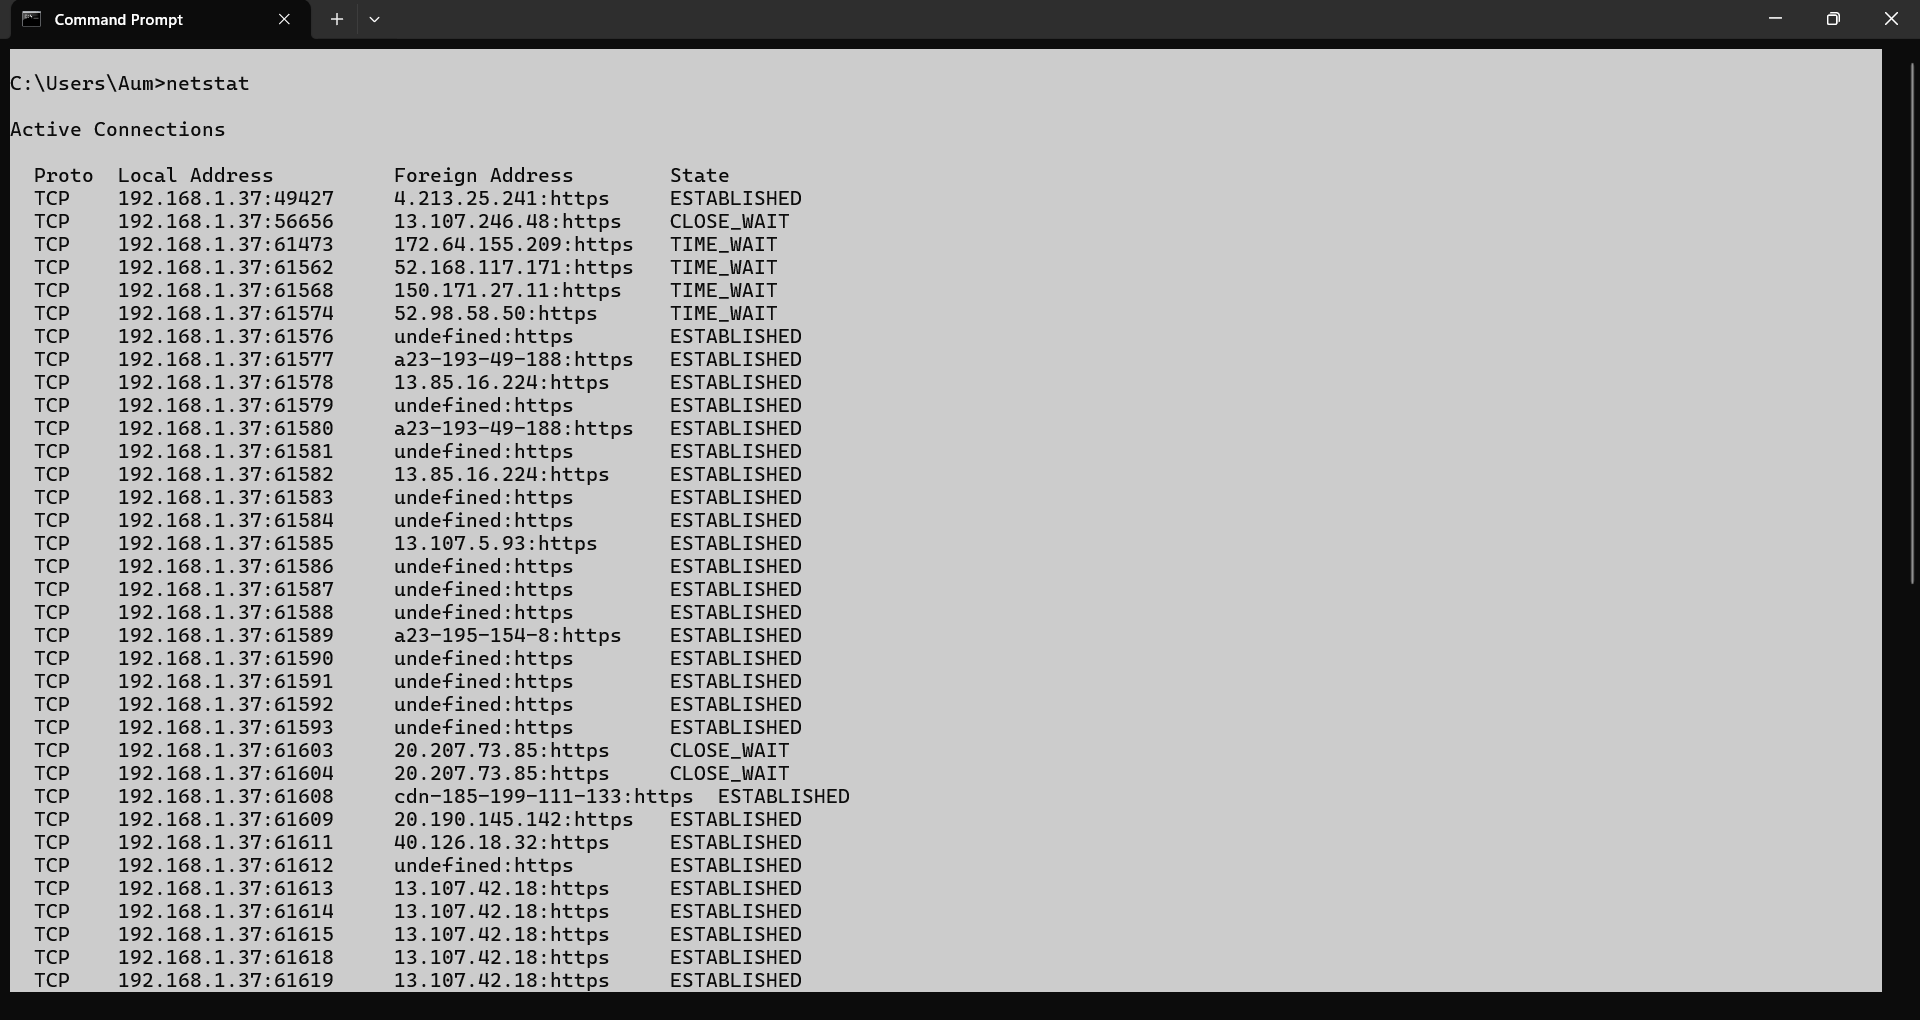 Command Prompt
C:\Users\Aum>netstat
Active Connections
Proto  Local Address          Foreign Address        State
TCP    192.168.1.37:49427     4.213.25.241:https     ESTABLISHED
TCP    192.168.1.37:56656     13.107.246.48:https    CLOSE_WAIT
TCP    192.168.1.37:61473     172.64.155.209:https   TIME_WAIT
TCP    192.168.1.37:61562     52.168.117.171:https   TIME_WAIT
TCP    192.168.1.37:61568     150.171.27.11:https    TIME_WAIT
TCP    192.168.1.37:61574     52.98.58.50:https      TIME_WAIT
TCP    192.168.1.37:61576     undefined:https        ESTABLISHED
TCP    192.168.1.37:61577     a23-193-49-188:https   ESTABLISHED
TCP    192.168.1.37:61578     13.85.16.224:https     ESTABLISHED
TCP    192.168.1.37:61579     undefined:https        ESTABLISHED
TCP    192.168.1.37:61580     a23-193-49-188:https   ESTABLISHED
TCP    192.168.1.37:61581     undefined:https        ESTABLISHED
TCP    192.168.1.37:61582     13.85.16.224:https     ESTABLISHED
TCP    192.168.1.37:61583     undefined:https        ESTABLISHED
TCP    192.168.1.37:61584     undefined:https        ESTABLISHED
TCP    192.168.1.37:61585     13.107.5.93:https      ESTABLISHED
TCP    192.168.1.37:61586     undefined:https        ESTABLISHED
TCP    192.168.1.37:61587     undefined:https        ESTABLISHED
TCP    192.168.1.37:61588     undefined:https        ESTABLISHED
TCP    192.168.1.37:61589     a23-195-154-8:https    ESTABLISHED
TCP    192.168.1.37:61590     undefined:https        ESTABLISHED
TCP    192.168.1.37:61591     undefined:https        ESTABLISHED
TCP    192.168.1.37:61592     undefined:https        ESTABLISHED
TCP    192.168.1.37:61593     undefined:https        ESTABLISHED
TCP    192.168.1.37:61603     20.207.73.85:https     CLOSE_WAIT
TCP    192.168.1.37:61604     20.207.73.85:https     CLOSE_WAIT
TCP    192.168.1.37:61608     cdn-185-199-111-133:https  ESTABLISHED
TCP    192.168.1.37:61609     20.190.145.142:https   ESTABLISHED
TCP    192.168.1.37:61611     40.126.18.32:https     ESTABLISHED
TCP    192.168.1.37:61612     undefined:https        ESTABLISHED
TCP    192.168.1.37:61613     13.107.42.18:https     ESTABLISHED
TCP    192.168.1.37:61614     13.107.42.18:https     ESTABLISHED
TCP    192.168.1.37:61615     13.107.42.18:https     ESTABLISHED
TCP    192.168.1.37:61618     13.107.42.18:https     ESTABLISHED
TCP    192.168.1.37:61619     13.107.42.18:https     ESTABLISHED